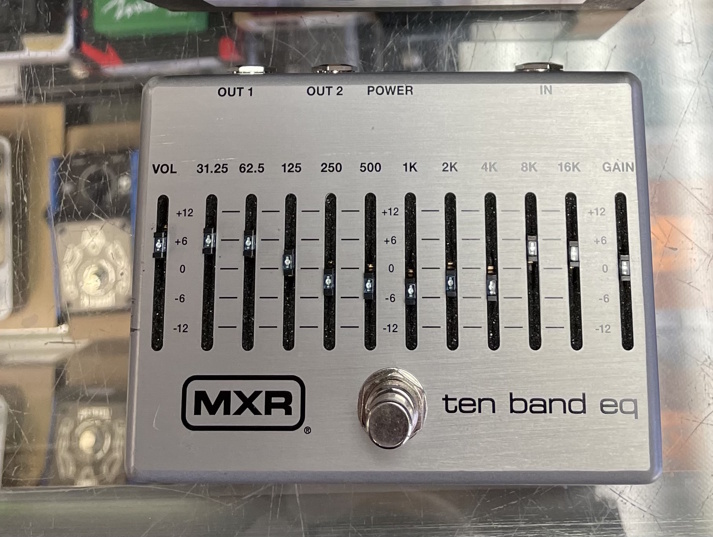 Fender
OUT 1 OUT 2 POWER IN
VOL 31.25 62.5 125 250 500 1K 2K 4K 8K 16K GAIN
+12 +12 +12
+6 +6 +6
0 0 0
-6 -6 -6
-12 -12 -12
MXR® ten band eq